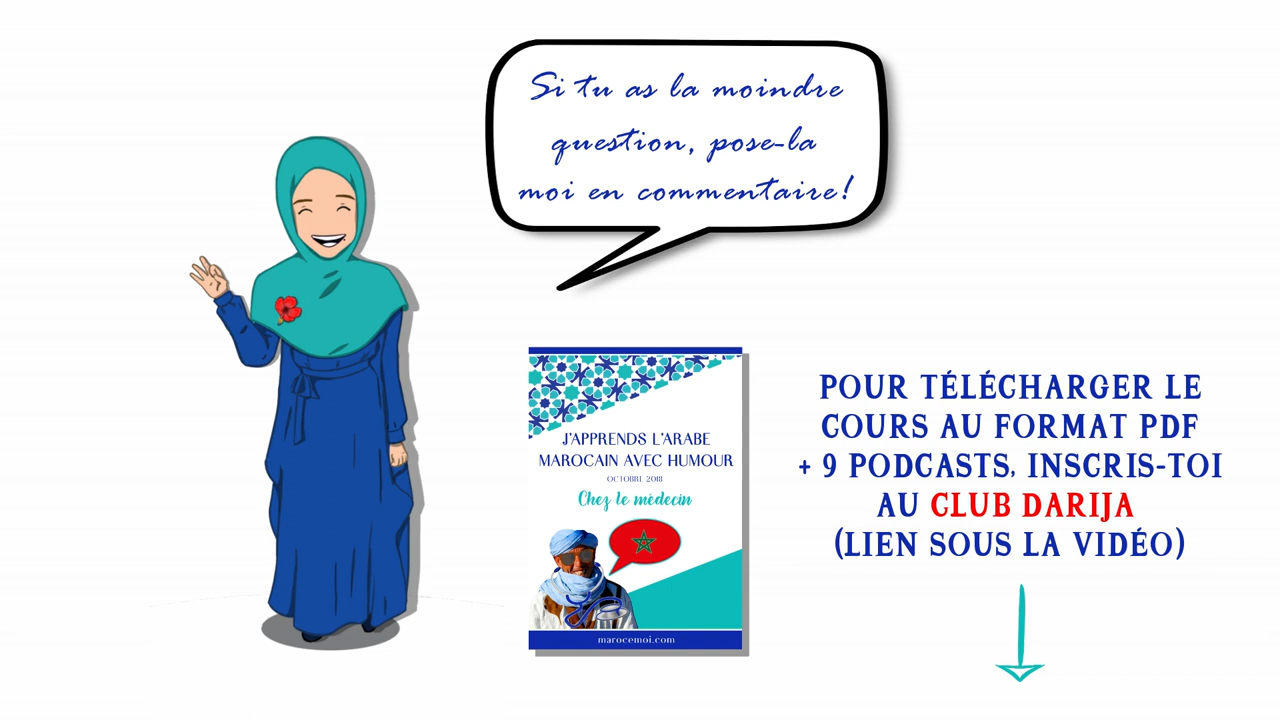 Si tu as la moindre
question, pose-la
moi en commentaire!
J'APPRENDS L'ARABE
MAROCAIN AVEC HUMOUR
OCTOBRE 2018
Chez le médecin
marocemoi.com
POUR TÉLÉCHARGER LE
COURS AU FORMAT PDF
+ 9 PODCASTS, INSCRIS-TOI
AU CLUB DARIJA
(LIEN SOUS LA VIDÉO)